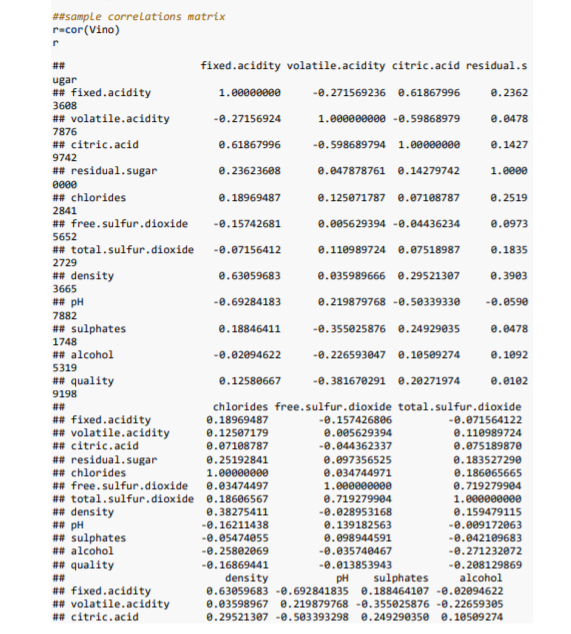 ##sample correlations matrix
r=cor(Vino)
r
## fixed.acidity volatile.acidity citric.acid residual.s
ugar
## fixed.acidity 1.00000000 -0.271569236 0.61867996 0.2362
3608
## volatile.acidity -0.27156924 1.000000000 -0.59868979 0.0478
7876
## citric.acid 0.61867996 -0.598689794 1.00000000 0.1427
9742
## residual.sugar 0.23623608 0.047878761 0.14279742 1.0000
0000
## chlorides 0.18969487 0.125071787 0.07108787 0.2519
2841
## free.sulfur.dioxide -0.15742681 0.005629394 -0.04436234 0.0973
5652
## total.sulfur.dioxide -0.07156412 0.110989724 0.07518987 0.1835
2729
## density 0.63059683 0.035989666 0.29521307 0.3903
3665
## pH -0.69284183 0.219879768 -0.50339330 -0.0590
7882
## sulphates 0.18846411 -0.355025876 0.24929035 0.0478
1748
## alcohol -0.02094622 -0.226593047 0.10509274 0.1092
5319
## quality 0.12580667 -0.381670291 0.20271974 0.0102
9198
## chlorides free.sulfur.dioxide total.sulfur.dioxide
## fixed.acidity 0.18969487 -0.157426806 -0.071564122
## volatile.acidity 0.12507179 0.005629394 0.110989724
## citric.acid 0.07108787 -0.044362337 0.075189870
## residual.sugar 0.25192841 0.097356525 0.183527290
## chlorides 1.00000000 0.034744971 0.186065665
## free.sulfur.dioxide 0.03474497 1.000000000 0.719279904
## total.sulfur.dioxide 0.18606567 0.719279904 1.000000000
## density 0.38275411 -0.028953168 0.159479115
## pH -0.16211438 0.139182563 -0.009172063
## sulphates -0.05474055 0.098944591 -0.042109683
## alcohol -0.25802069 -0.035740467 -0.271232072
## quality -0.16869441 -0.013853943 -0.208129869
## density pH sulphates alcohol
## fixed.acidity 0.63059683 -0.692841835 0.188464107 -0.02094622
## volatile.acidity 0.03598967 0.219879768 -0.355025876 -0.22659305
## citric.acid 0.29521307 -0.503393298 0.249290350 0.10509274